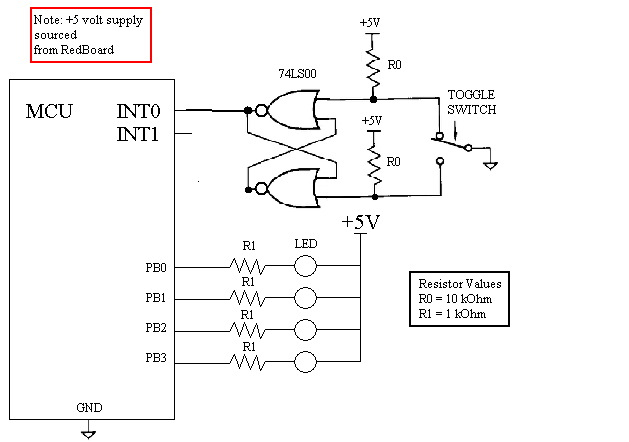 Note: +5 volt supply
sourced
from RedBoard
+5V
R0
74LS00
TOGGLE
SWITCH
MCU
INT0
INT1
+5V
R0
+5V
R1
LED
PB0
R1
PB1
R1
PB2
R1
PB3
Resistor Values
R0 = 10 kOhm
R1 = 1 kOhm
GND